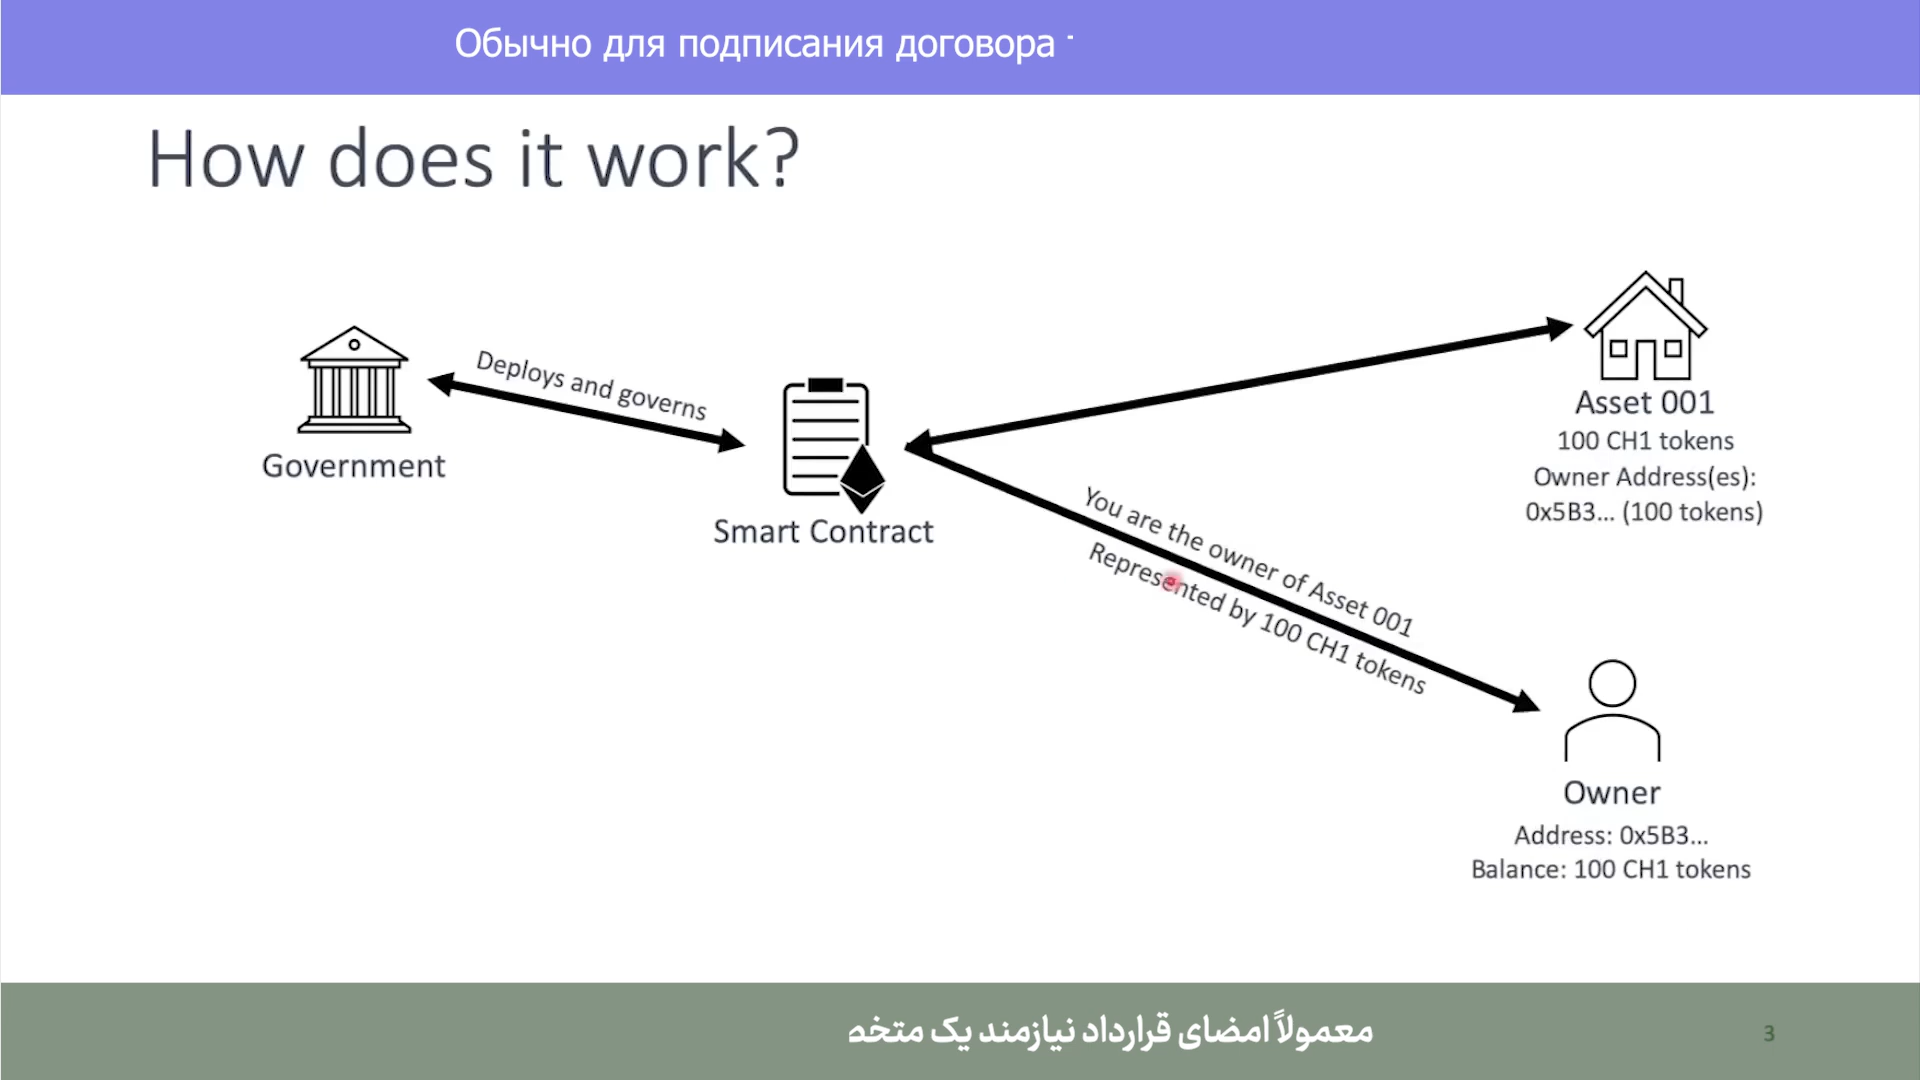 Обычно для подписания договора
How does it work?
Deploys and governs
Government
Smart Contract
Asset 001
100 CH1 tokens
Owner Address(es):
0x5B3... (100 tokens)
You are the owner of Asset 001
Represented by 100 CH1 tokens
Owner
Address: 0x5B3...
Balance: 100 CH1 tokens
معمولاً امضای قرارداد نیازمند یک
3